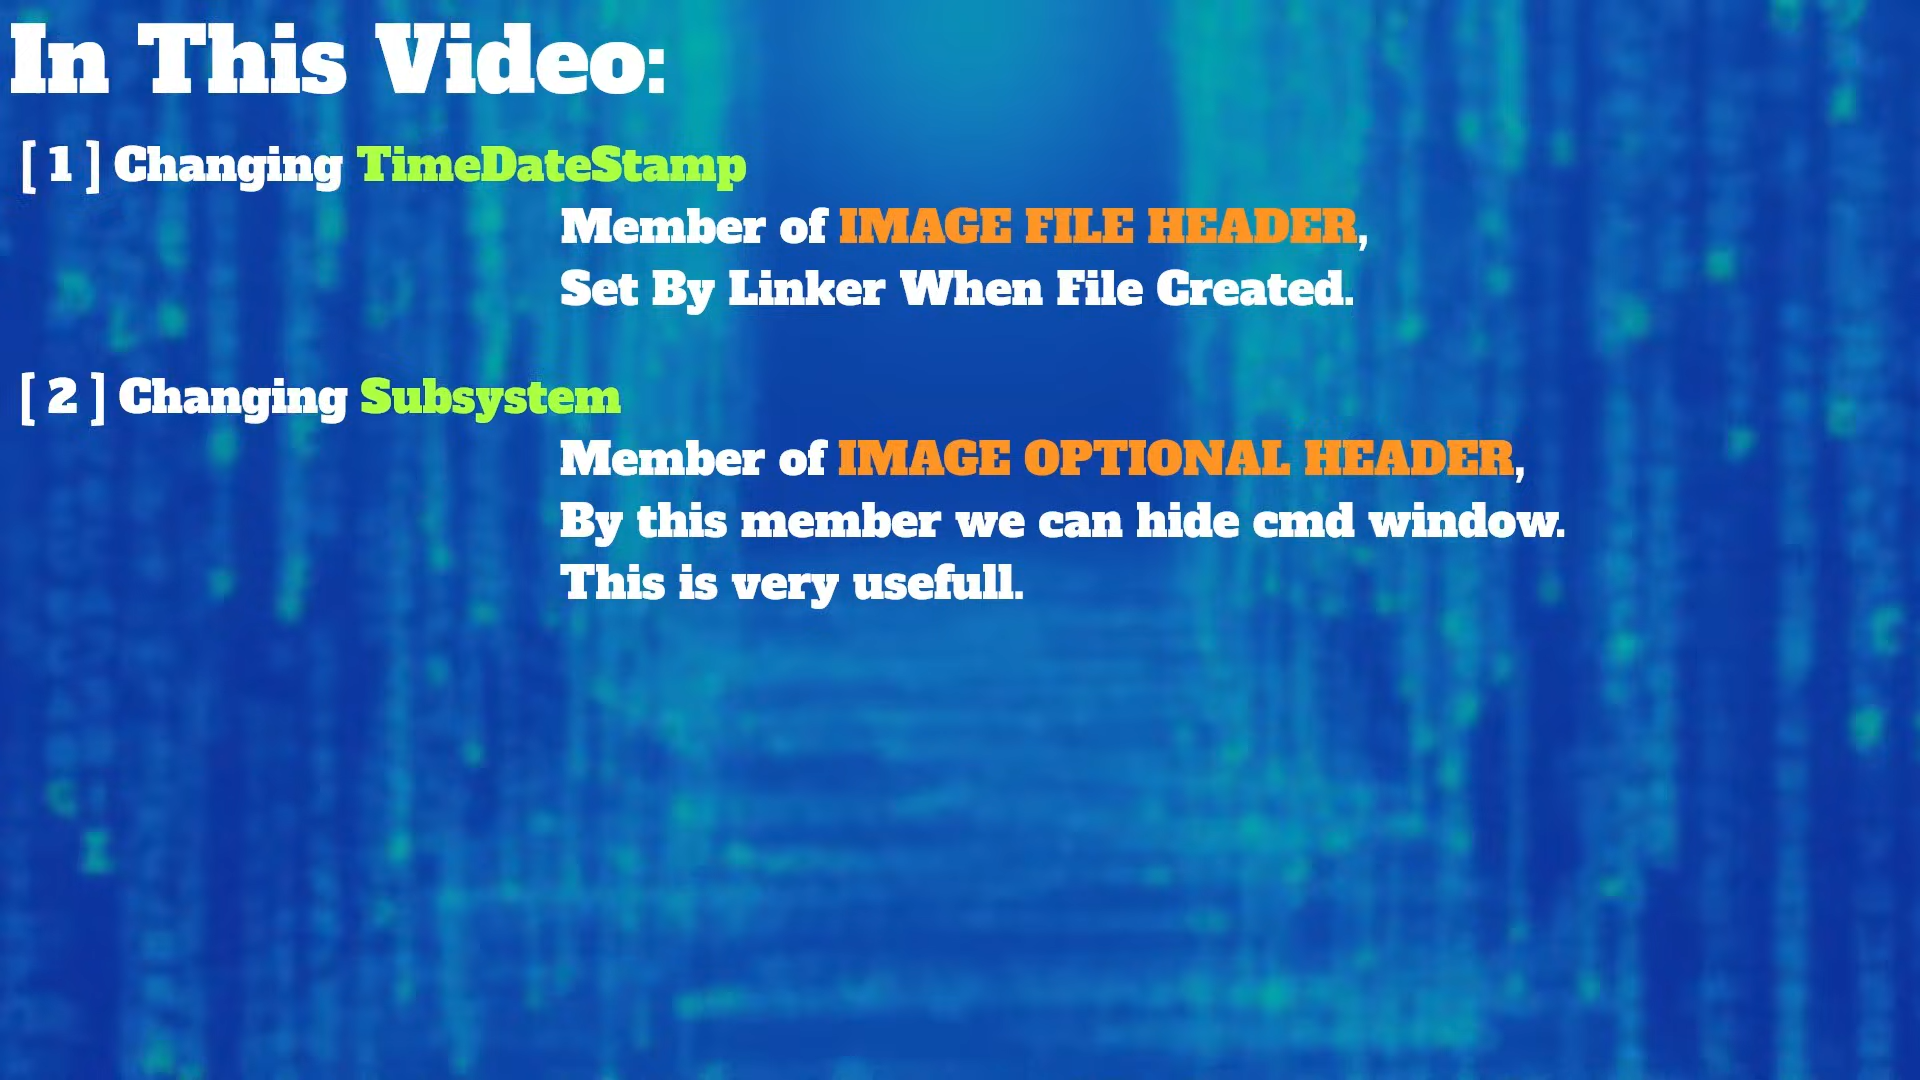 In This Video:
[ 1 ] Changing TimeDateStamp
Member of IMAGE FILE HEADER,
Set By Linker When File Created.
[ 2 ] Changing Subsystem
Member of IMAGE OPTIONAL HEADER,
By this member we can hide cmd window.
This is very usefull.